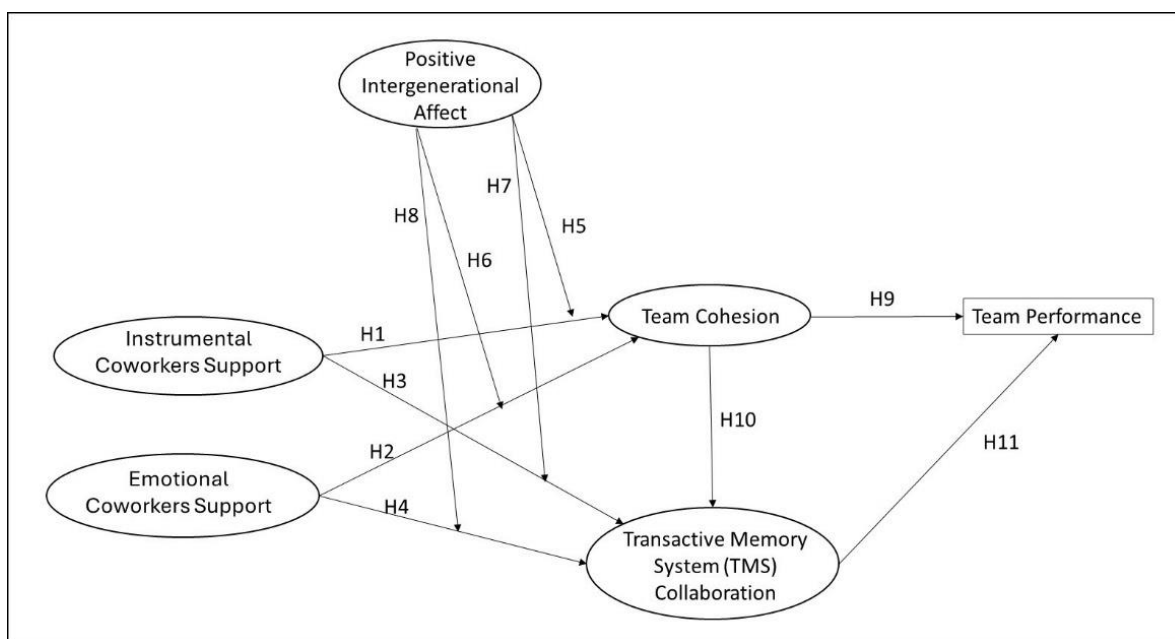 Positive
Intergenerational
Affect
H7
H8
H5
H6
H9
Team Cohesion
Team Performance
H1
Instrumental
Coworkers Support
H3
H10
H2
H11
Emotional
Coworkers Support
H4
Transactive Memory
System (TMS)
Collaboration